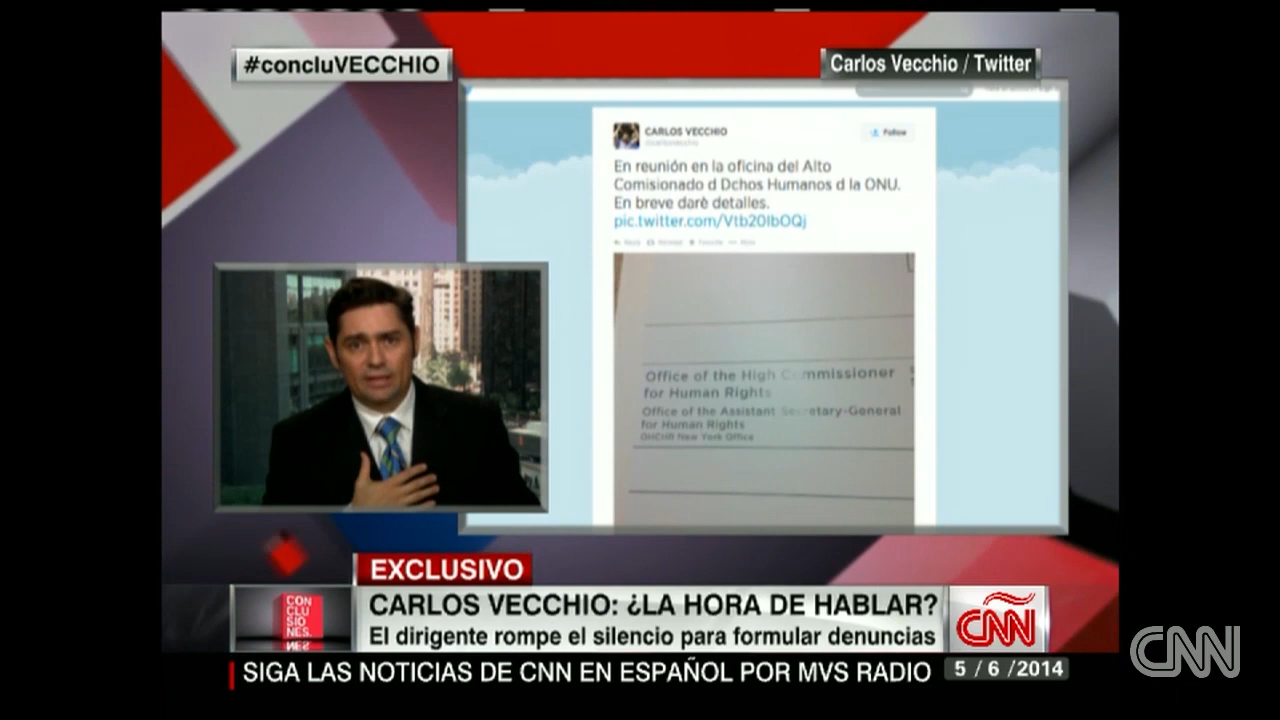 #concluVECCHIO
Carlos Vecchio / Twitter
CARLOS VECCHIO
Follow
En reunión en la oficina del Alto
Comisionado d Dchos Humanos d la ONU.
En breve darè detalles.
pic.twitter.com/Vtb20IbOQj
Office of the High Commissioner
for Human Rights
Office of the Assistant Secretary-General
for Human Rights
OHCHR New York Office
EXCLUSIVO
CARLOS VECCHIO: ¿LA HORA DE HABLAR?
El dirigente rompe el silencio para formular denuncias
CON
CLU
SIO
NES.
CNN
SIGA LAS NOTICIAS DE CNN EN ESPAÑOL POR MVS RADIO
5/6/2014
CNN